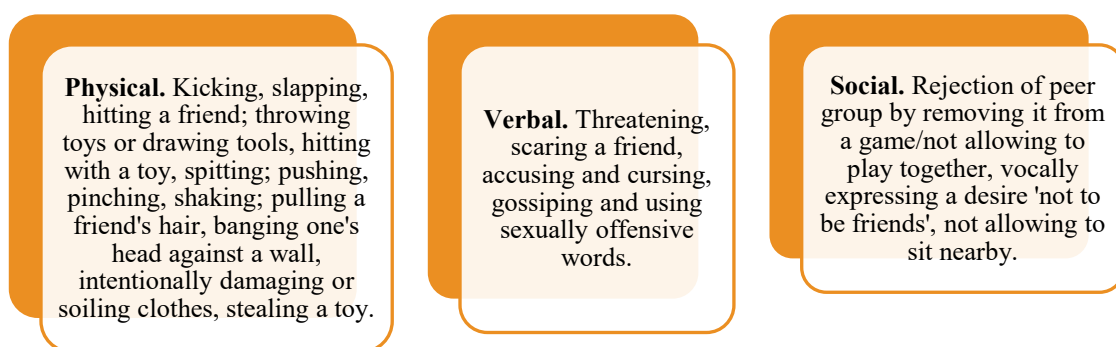 Physical. Kicking, slapping,
hitting a friend; throwing
toys or drawing tools, hitting
with a toy, spitting; pushing,
pinching, shaking; pulling a
friend's hair, banging one's
head against a wall,
intentionally damaging or
soiling clothes, stealing a toy.
Verbal. Threatening,
scaring a friend,
accusing and cursing,
gossiping and using
sexually offensive
words.
Social. Rejection of peer
group by removing it from
a game/not allowing to
play together, vocally
expressing a desire 'not to
be friends', not allowing to
sit nearby.